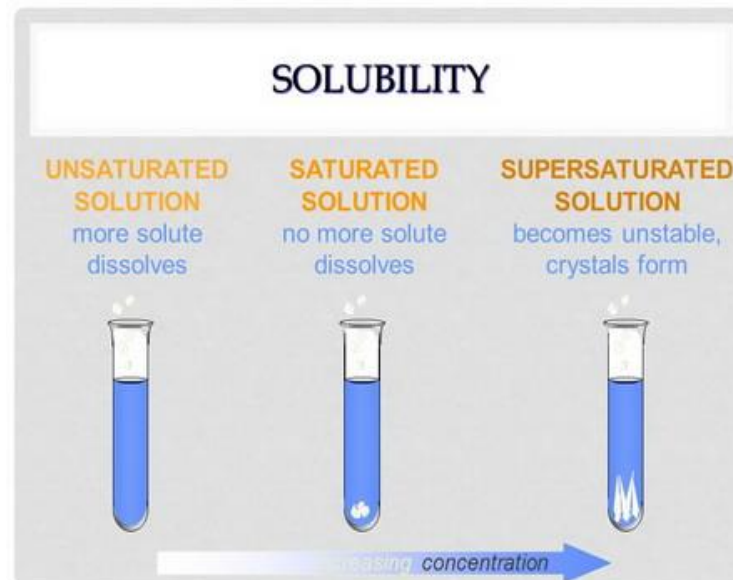 SOLUBILITY
UNSATURATED
SOLUTION
more solute
dissolves
SATURATED
SOLUTION
no more solute
dissolves
SUPERSATURATED
SOLUTION
becomes unstable,
crystals form
increasing concentration